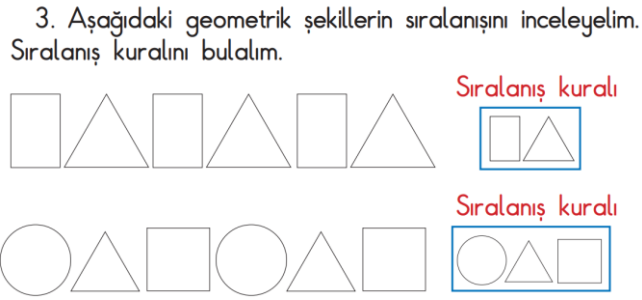 3. Aşağıdaki geometrik şekillerin sıralanışını inceleyelim.
Sıralanış kuralını bulalım.
Sıralanış kuralı
Sıralanış kuralı